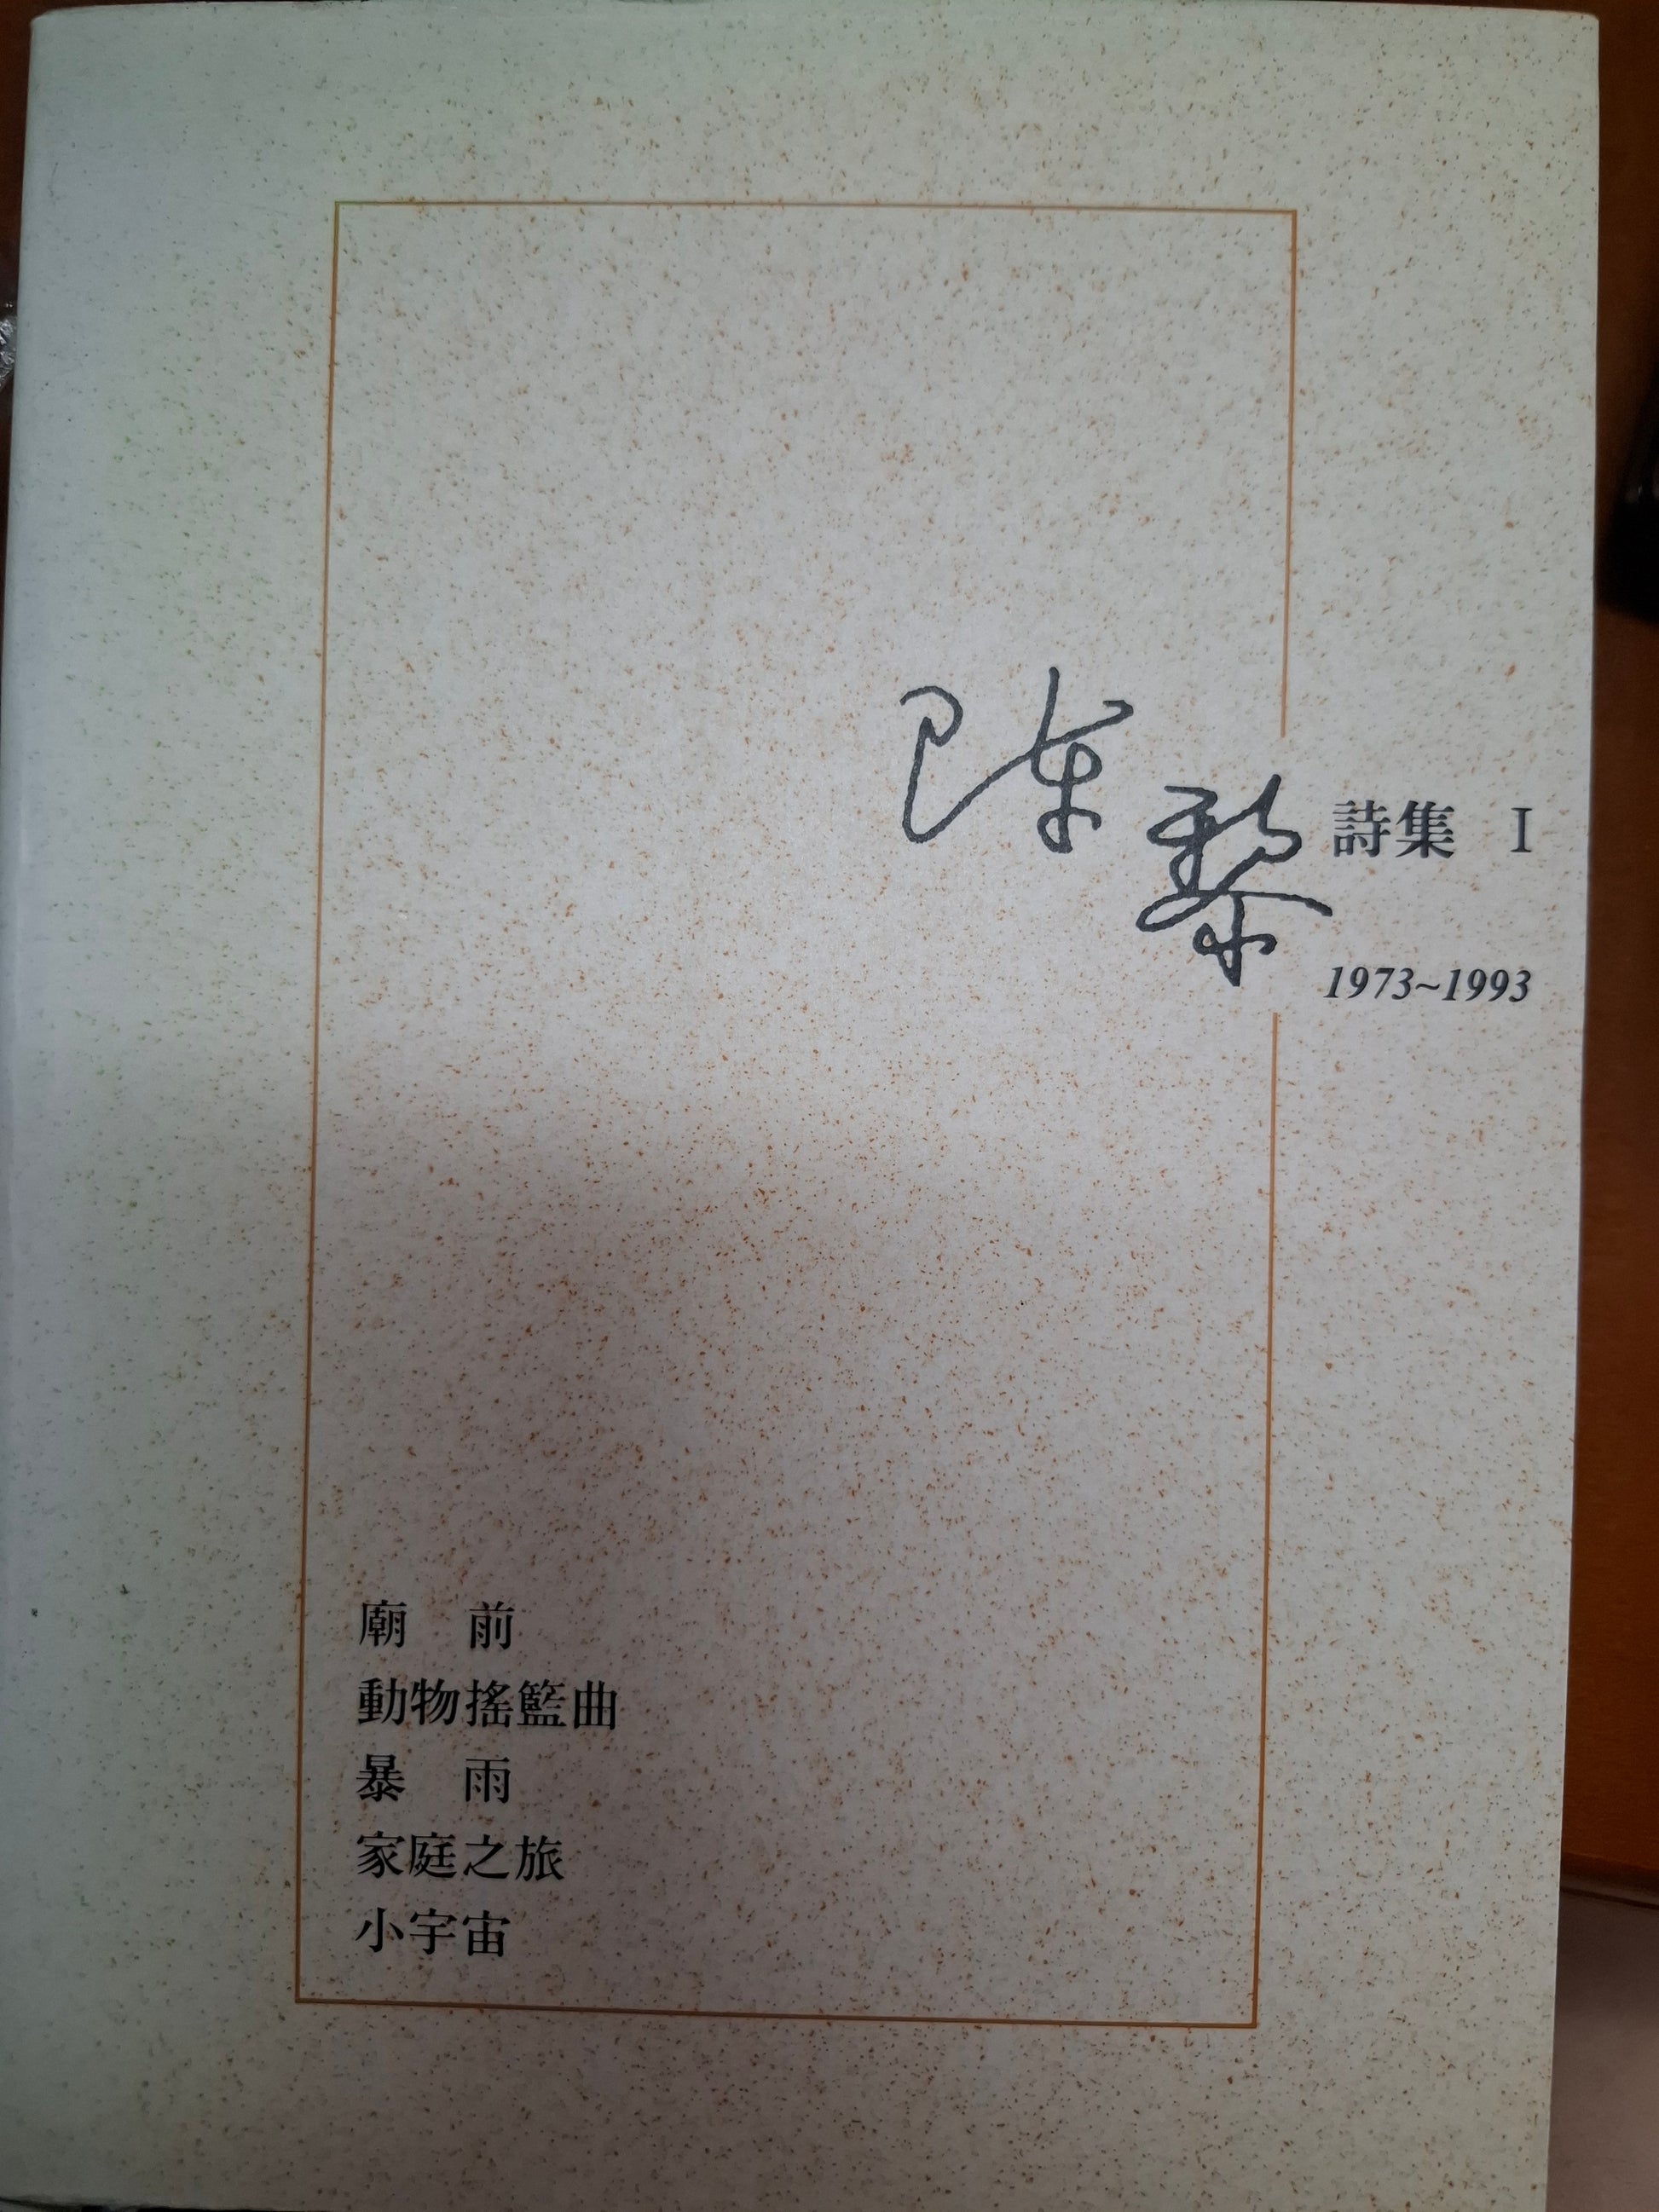 陳黎 詩集 I
1973~1993
廟 前
動物搖籃曲
暴 雨
家庭之旅
小宇宙